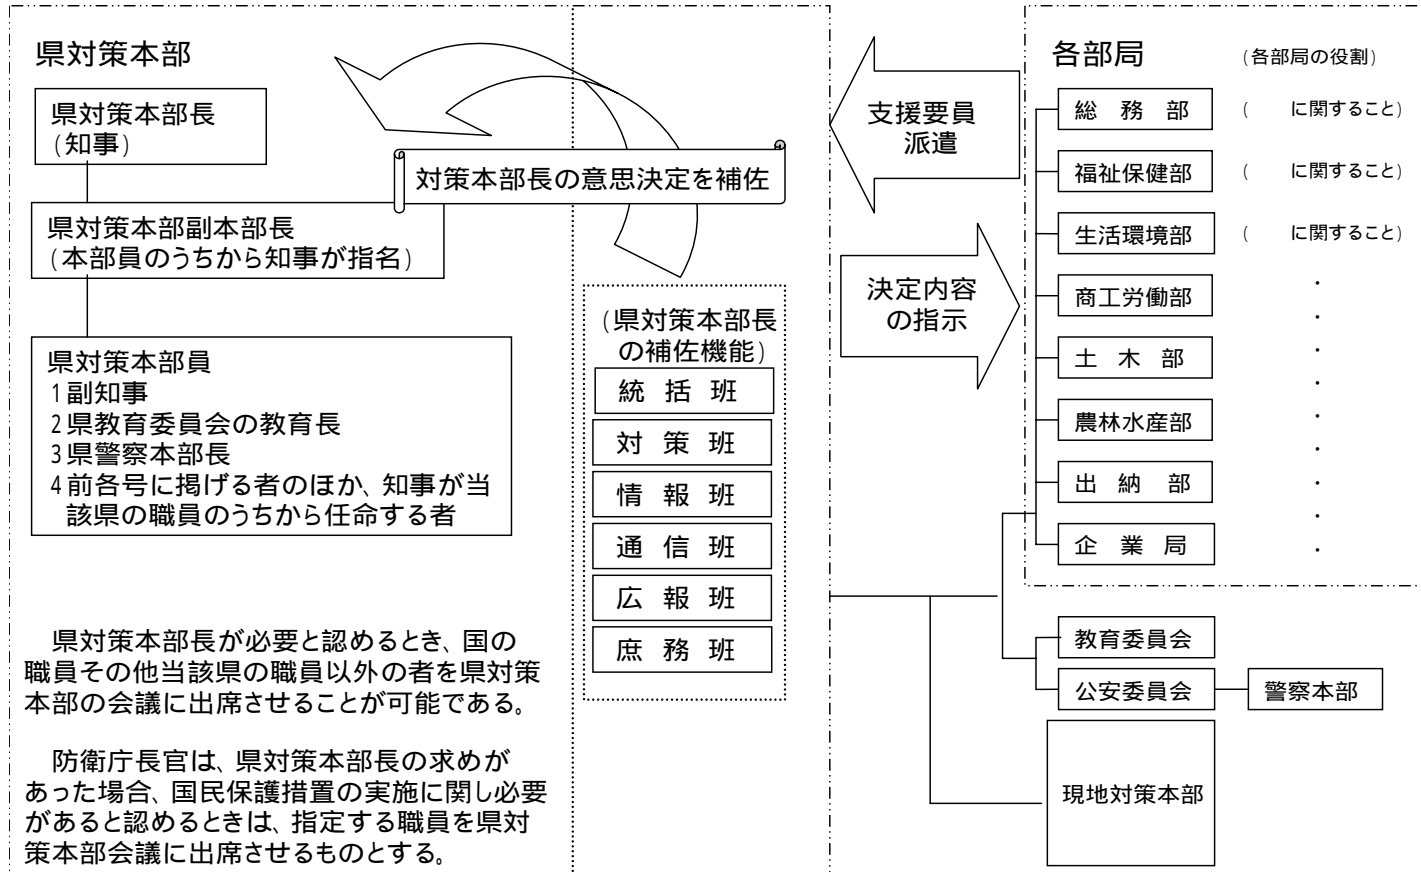 県対策本部
県対策本部長
(知事)
県対策本部副本部長
(本部員のうちから知事が指名)
県対策本部員
1副知事
2県教育委員会の教育長
3県警察本部長
4前各号に掲げる者のほか、知事が当
該県の職員のうちから任命する者
県対策本部長が必要と認めるとき、国の
職員その他当該県の職員以外の者を県対策
本部の会議に出席させることが可能である。
防衛庁長官は、県対策本部長の求めが
あった場合、国民保護措置の実施に関し必要
があると認めるときは、指定する職員を県対
策本部会議に出席させるものとする。
対策本部長の意思決定を補佐
(県対策本部長
の補佐機能)
統括班
対策班
情報班
通信班
広報班
庶務班
支援要員
派遣
決定内容
の指示
各部局 (各部局の役割)
総務部 ( に関すること)
福祉保健部 ( に関すること)
生活環境部 ( に関すること)
商工労働部 ・
・
土木部 ・
・
農林水産部 ・
・
出納部 ・
・
企業局 ・
教育委員会
公安委員会 警察本部
現地対策本部